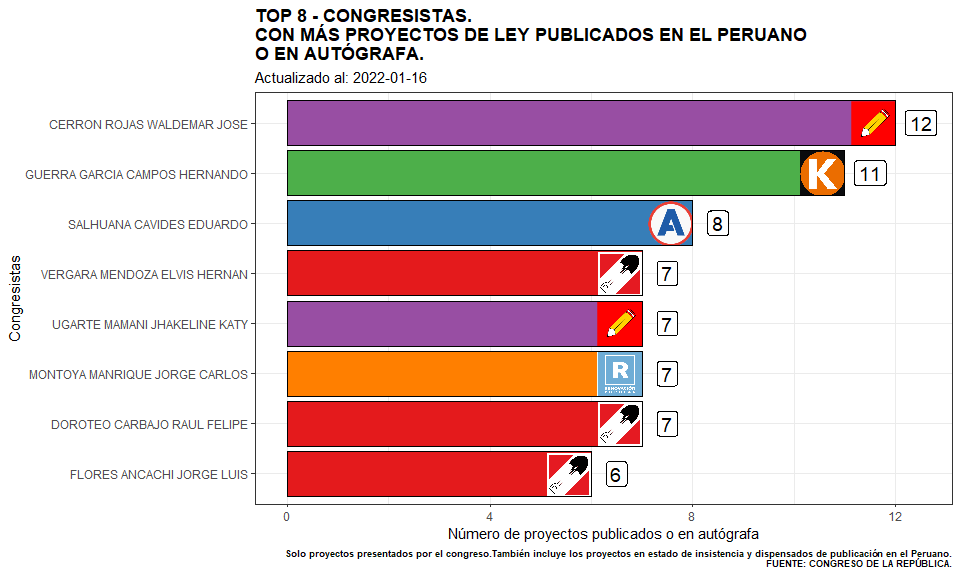 TOP 8 - CONGRESISTAS.
CON MÁS PROYECTOS DE LEY PUBLICADOS EN EL PERUANO
O EN AUTÓGRAFA.
Actualizado al: 2022-01-16
Congresistas
CERRON ROJAS WALDEMAR JOSE 12
GUERRA GARCIA CAMPOS HERNANDO K 11
SALHUANA CAVIDES EDUARDO A 8
VERGARA MENDOZA ELVIS HERNAN 7
UGARTE MAMANI JHAKELINE KATY 7
MONTOYA MANRIQUE JORGE CARLOS R 7
RENOVACIÓN
POPULAR
DOROTEO CARBAJO RAUL FELIPE 7
FLORES ANCACHI JORGE LUIS 6
0 4 8 12
Número de proyectos publicados o en autógrafa
Solo proyectos presentados por el congreso.También incluye los proyectos en estado de insistencia y dispensados de publicación en el Peruano.
FUENTE: CONGRESO DE LA REPÚBLICA.